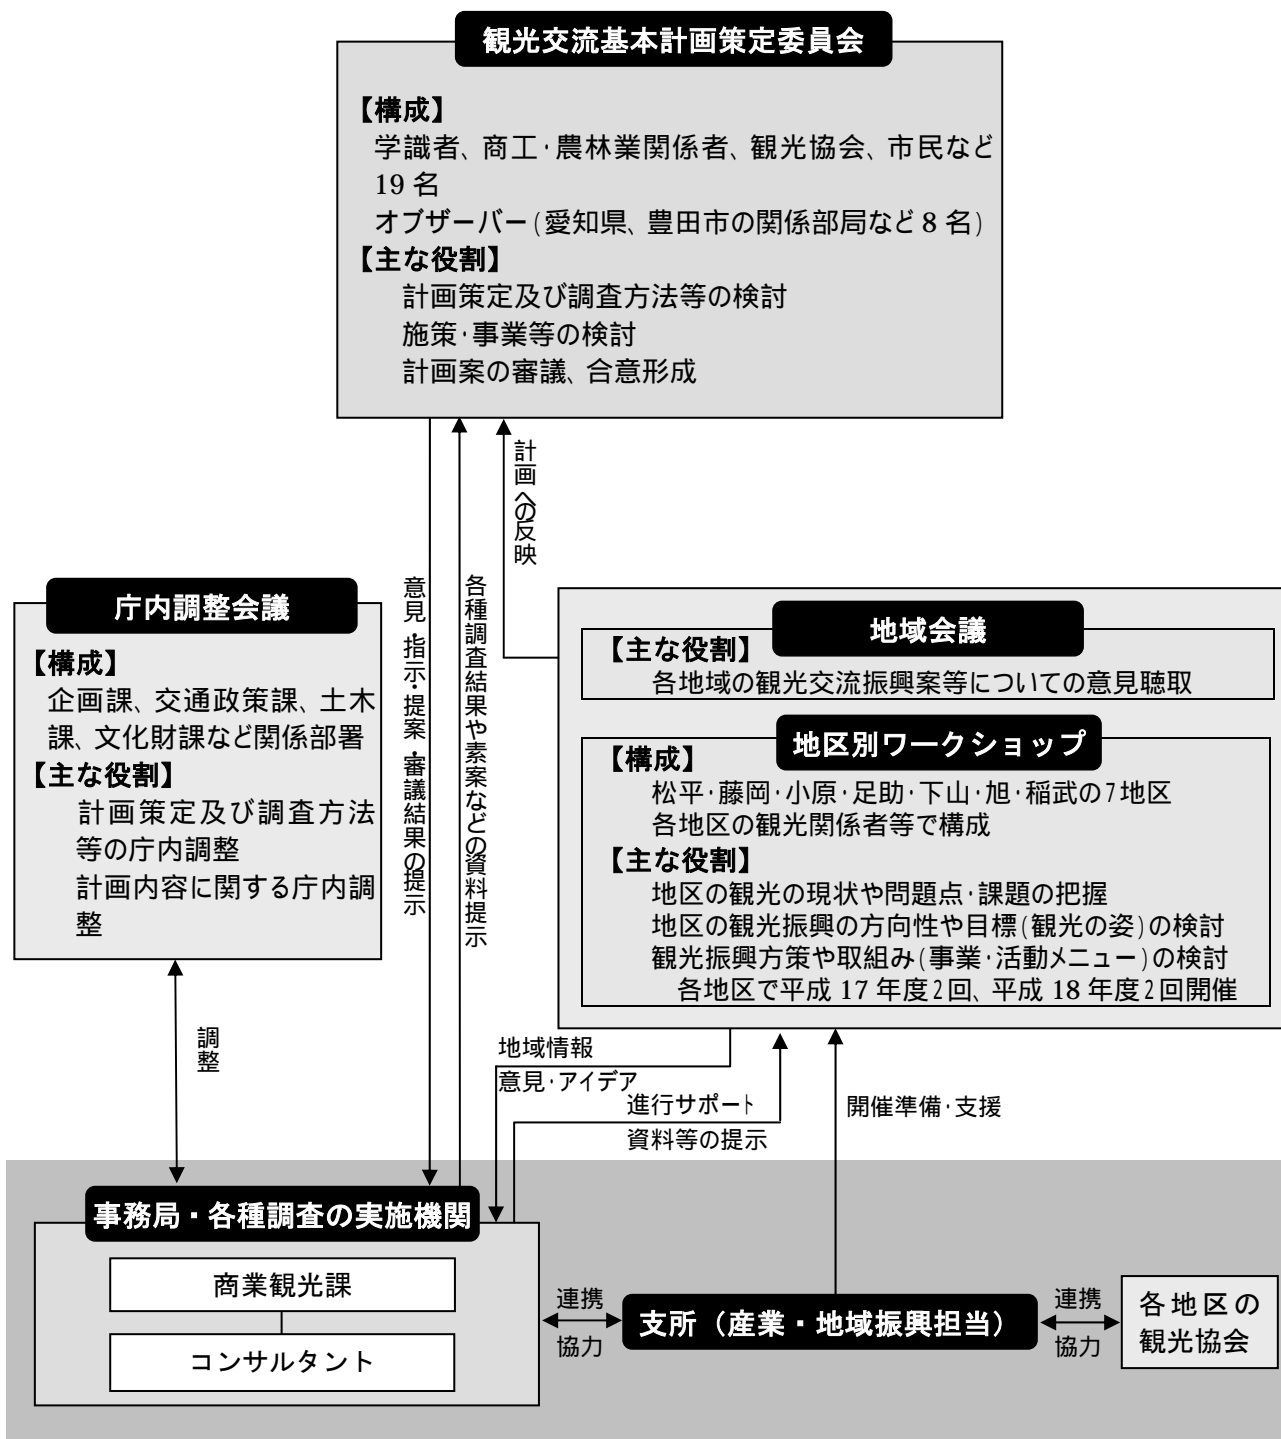 観光交流基本計画策定委員会
【構成】
学識者、商工・農林業関係者、観光協会、市民など
19 名
オブザーバー(愛知県、豊田市の関係部局など 8 名)
【主な役割】
計画策定及び調査方法等の検討
施策・事業等の検討
計画案の審議、合意形成
計画への反映
意見・指示・提案・審議結果の提示
各種調査結果や素案などの資料提示
庁内調整会議
【構成】
企画課、交通政策課、土木
課、文化財課など関係部署
【主な役割】
計画策定及び調査方法
等の庁内調整
計画内容に関する庁内調
整
調整
地域会議
【主な役割】
各地域の観光交流振興案等についての意見聴取
地区別ワークショップ
【構成】
松平・藤岡・小原・足助・下山・旭・稲武の7地区
各地区の観光関係者等で構成
【主な役割】
地区の観光の現状や問題点・課題の把握
地区の観光振興の方向性や目標(観光の姿)の検討
観光振興方策や取組み(事業・活動メニュー)の検討
各地区で平成 17 年度2回、平成 18 年度2回開催
地域情報
意見・アイデア
進行サポート
資料等の提示
開催準備・支援
事務局・各種調査の実施機関
商業観光課
コンサルタント
連携
協力
支所（産業・地域振興担当）
連携
協力
各地区の
観光協会